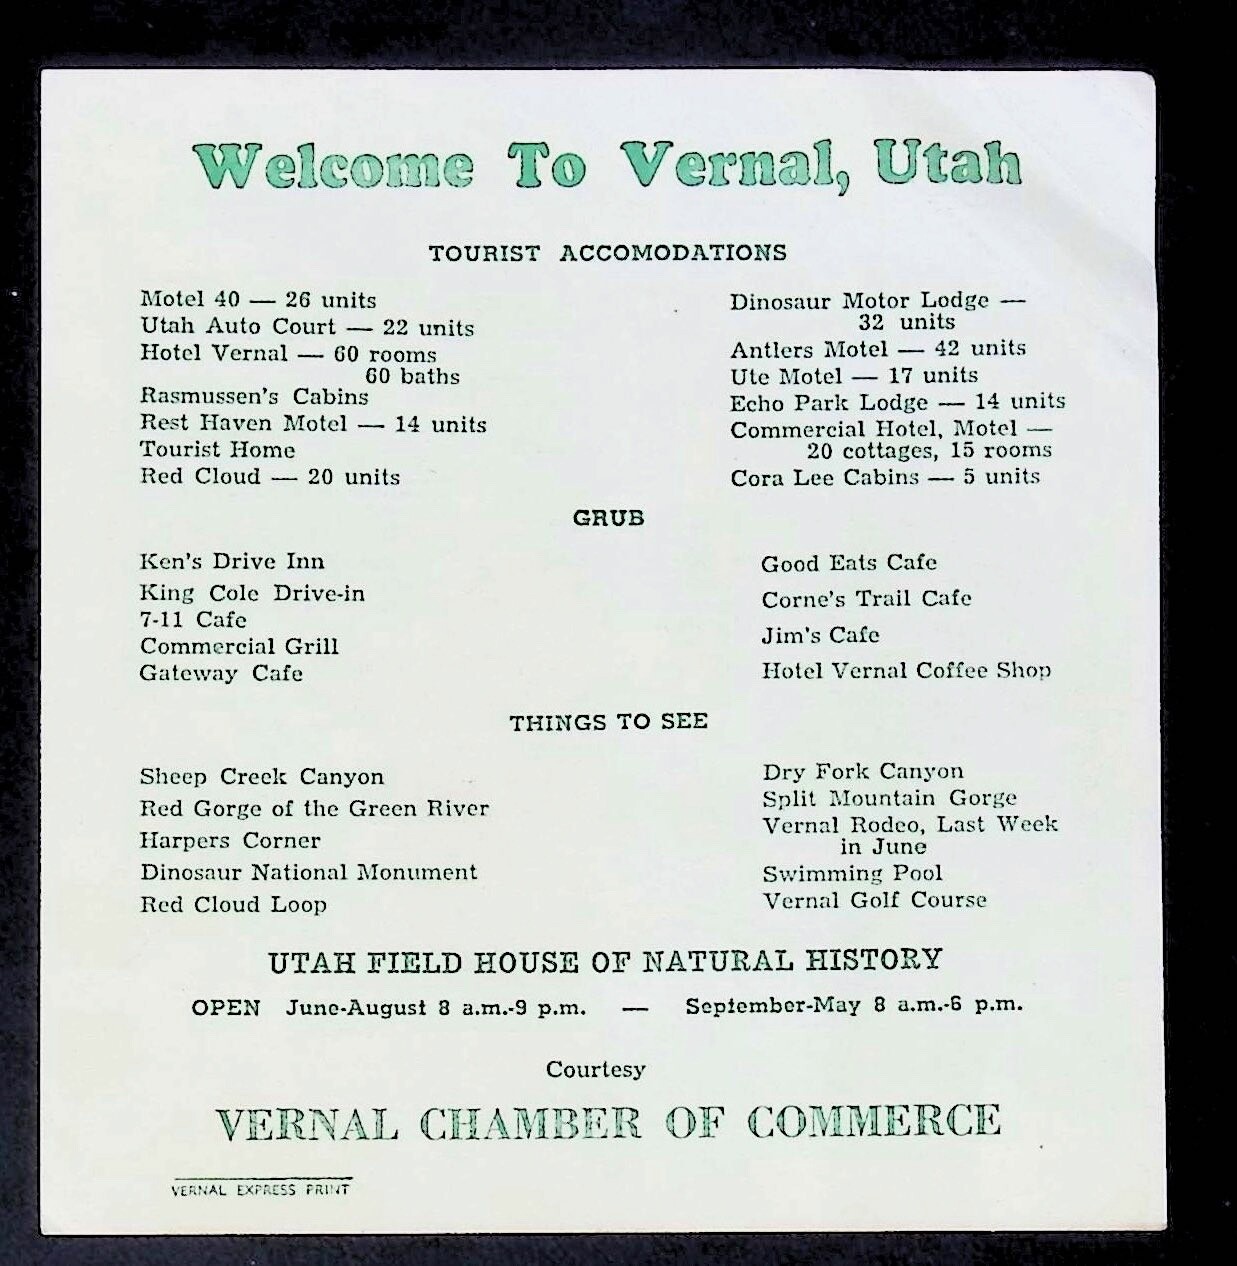 Welcome To Vernal, Utah
TOURIST ACCOMODATIONS
Motel 40 — 26 units
Utah Auto Court — 22 units
Hotel Vernal — 60 rooms
60 baths
Rasmussen's Cabins
Rest Haven Motel — 14 units
Tourist Home
Red Cloud — 20 units
Dinosaur Motor Lodge —
32 units
Antlers Motel — 42 units
Ute Motel — 17 units
Echo Park Lodge — 14 units
Commercial Hotel, Motel —
20 cottages, 15 rooms
Cora Lee Cabins — 5 units
GRUB
Ken's Drive Inn
King Cole Drive-in
7-11 Cafe
Commercial Grill
Gateway Cafe
Good Eats Cafe
Corne's Trail Cafe
Jim's Cafe
Hotel Vernal Coffee Shop
THINGS TO SEE
Sheep Creek Canyon
Red Gorge of the Green River
Harpers Corner
Dinosaur National Monument
Red Cloud Loop
Dry Fork Canyon
Split Mountain Gorge
Vernal Rodeo, Last Week
in June
Swimming Pool
Vernal Golf Course
UTAH FIELD HOUSE OF NATURAL HISTORY
OPEN June-August 8 a.m.-9 p.m. — September-May 8 a.m.-6 p.m.
Courtesy
VERNAL CHAMBER OF COMMERCE
VERNAL EXPRESS PRINT